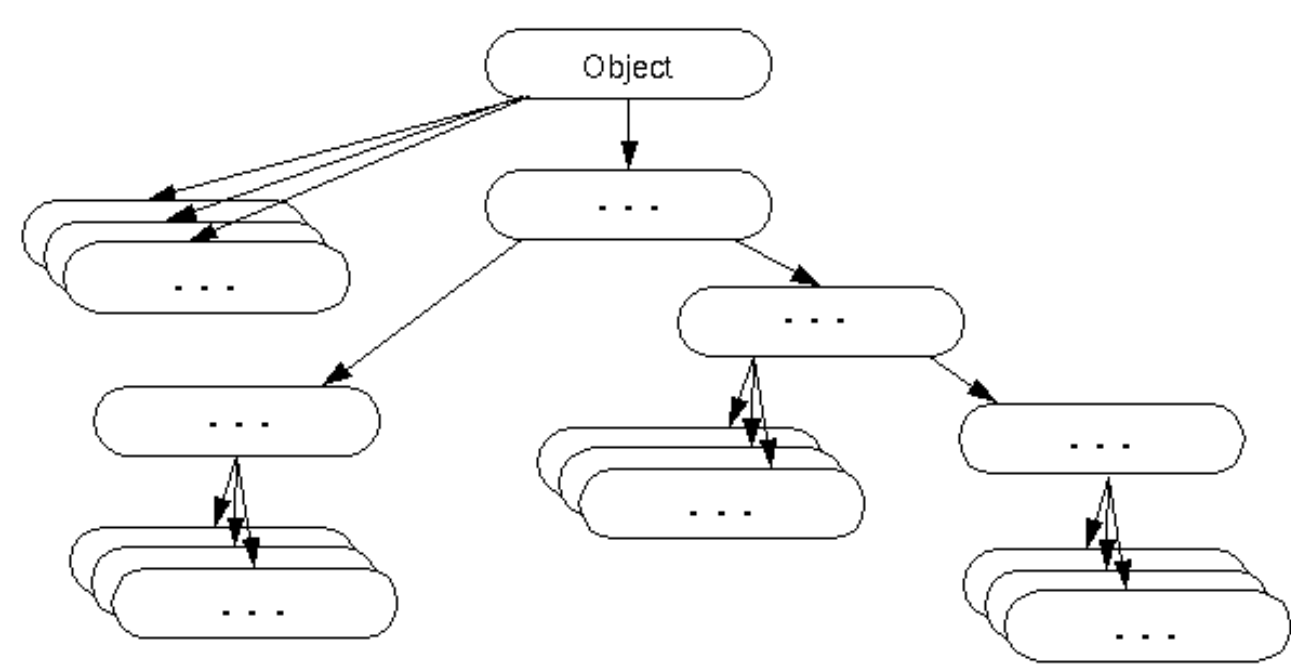 Object
. . .
. . .
. . .
. . .
. . .
. . .
. . .
. . .